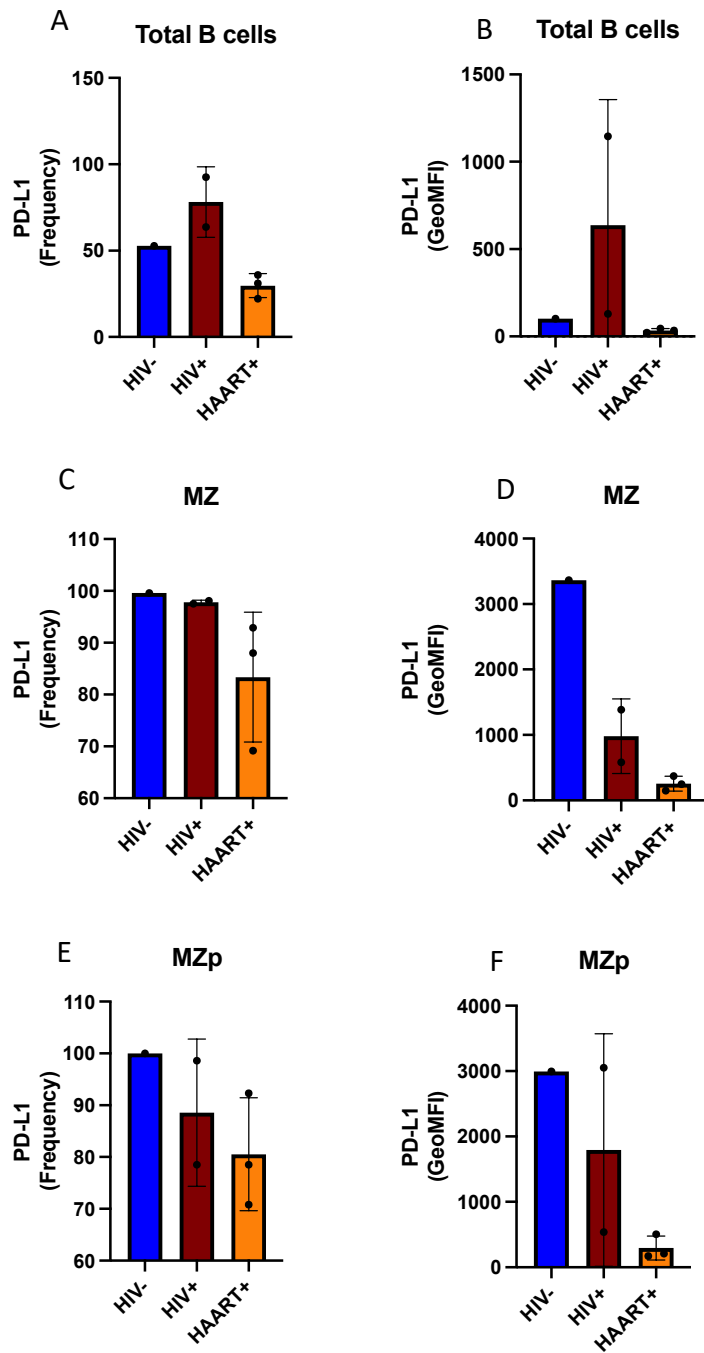 A
Total B cells
PD-L1
(Frequency)
150
100
50
0
HIV-
HIV+
HAART+
B
Total B cells
PD-L1
(GeoMFI)
1500
1000
500
0
HIV-
HIV+
HAART+
C
MZ
PD-L1
(Frequency)
110
100
90
80
70
60
HIV-
HIV+
HAART+
D
MZ
PD-L1
(GeoMFI)
4000
3000
2000
1000
0
HIV-
HIV+
HAART+
E
MZp
PD-L1
(Frequency)
110
100
90
80
70
60
HIV-
HIV+
HAART+
F
MZp
PD-L1
(GeoMFI)
4000
3000
2000
1000
0
HIV-
HIV+
HAART+